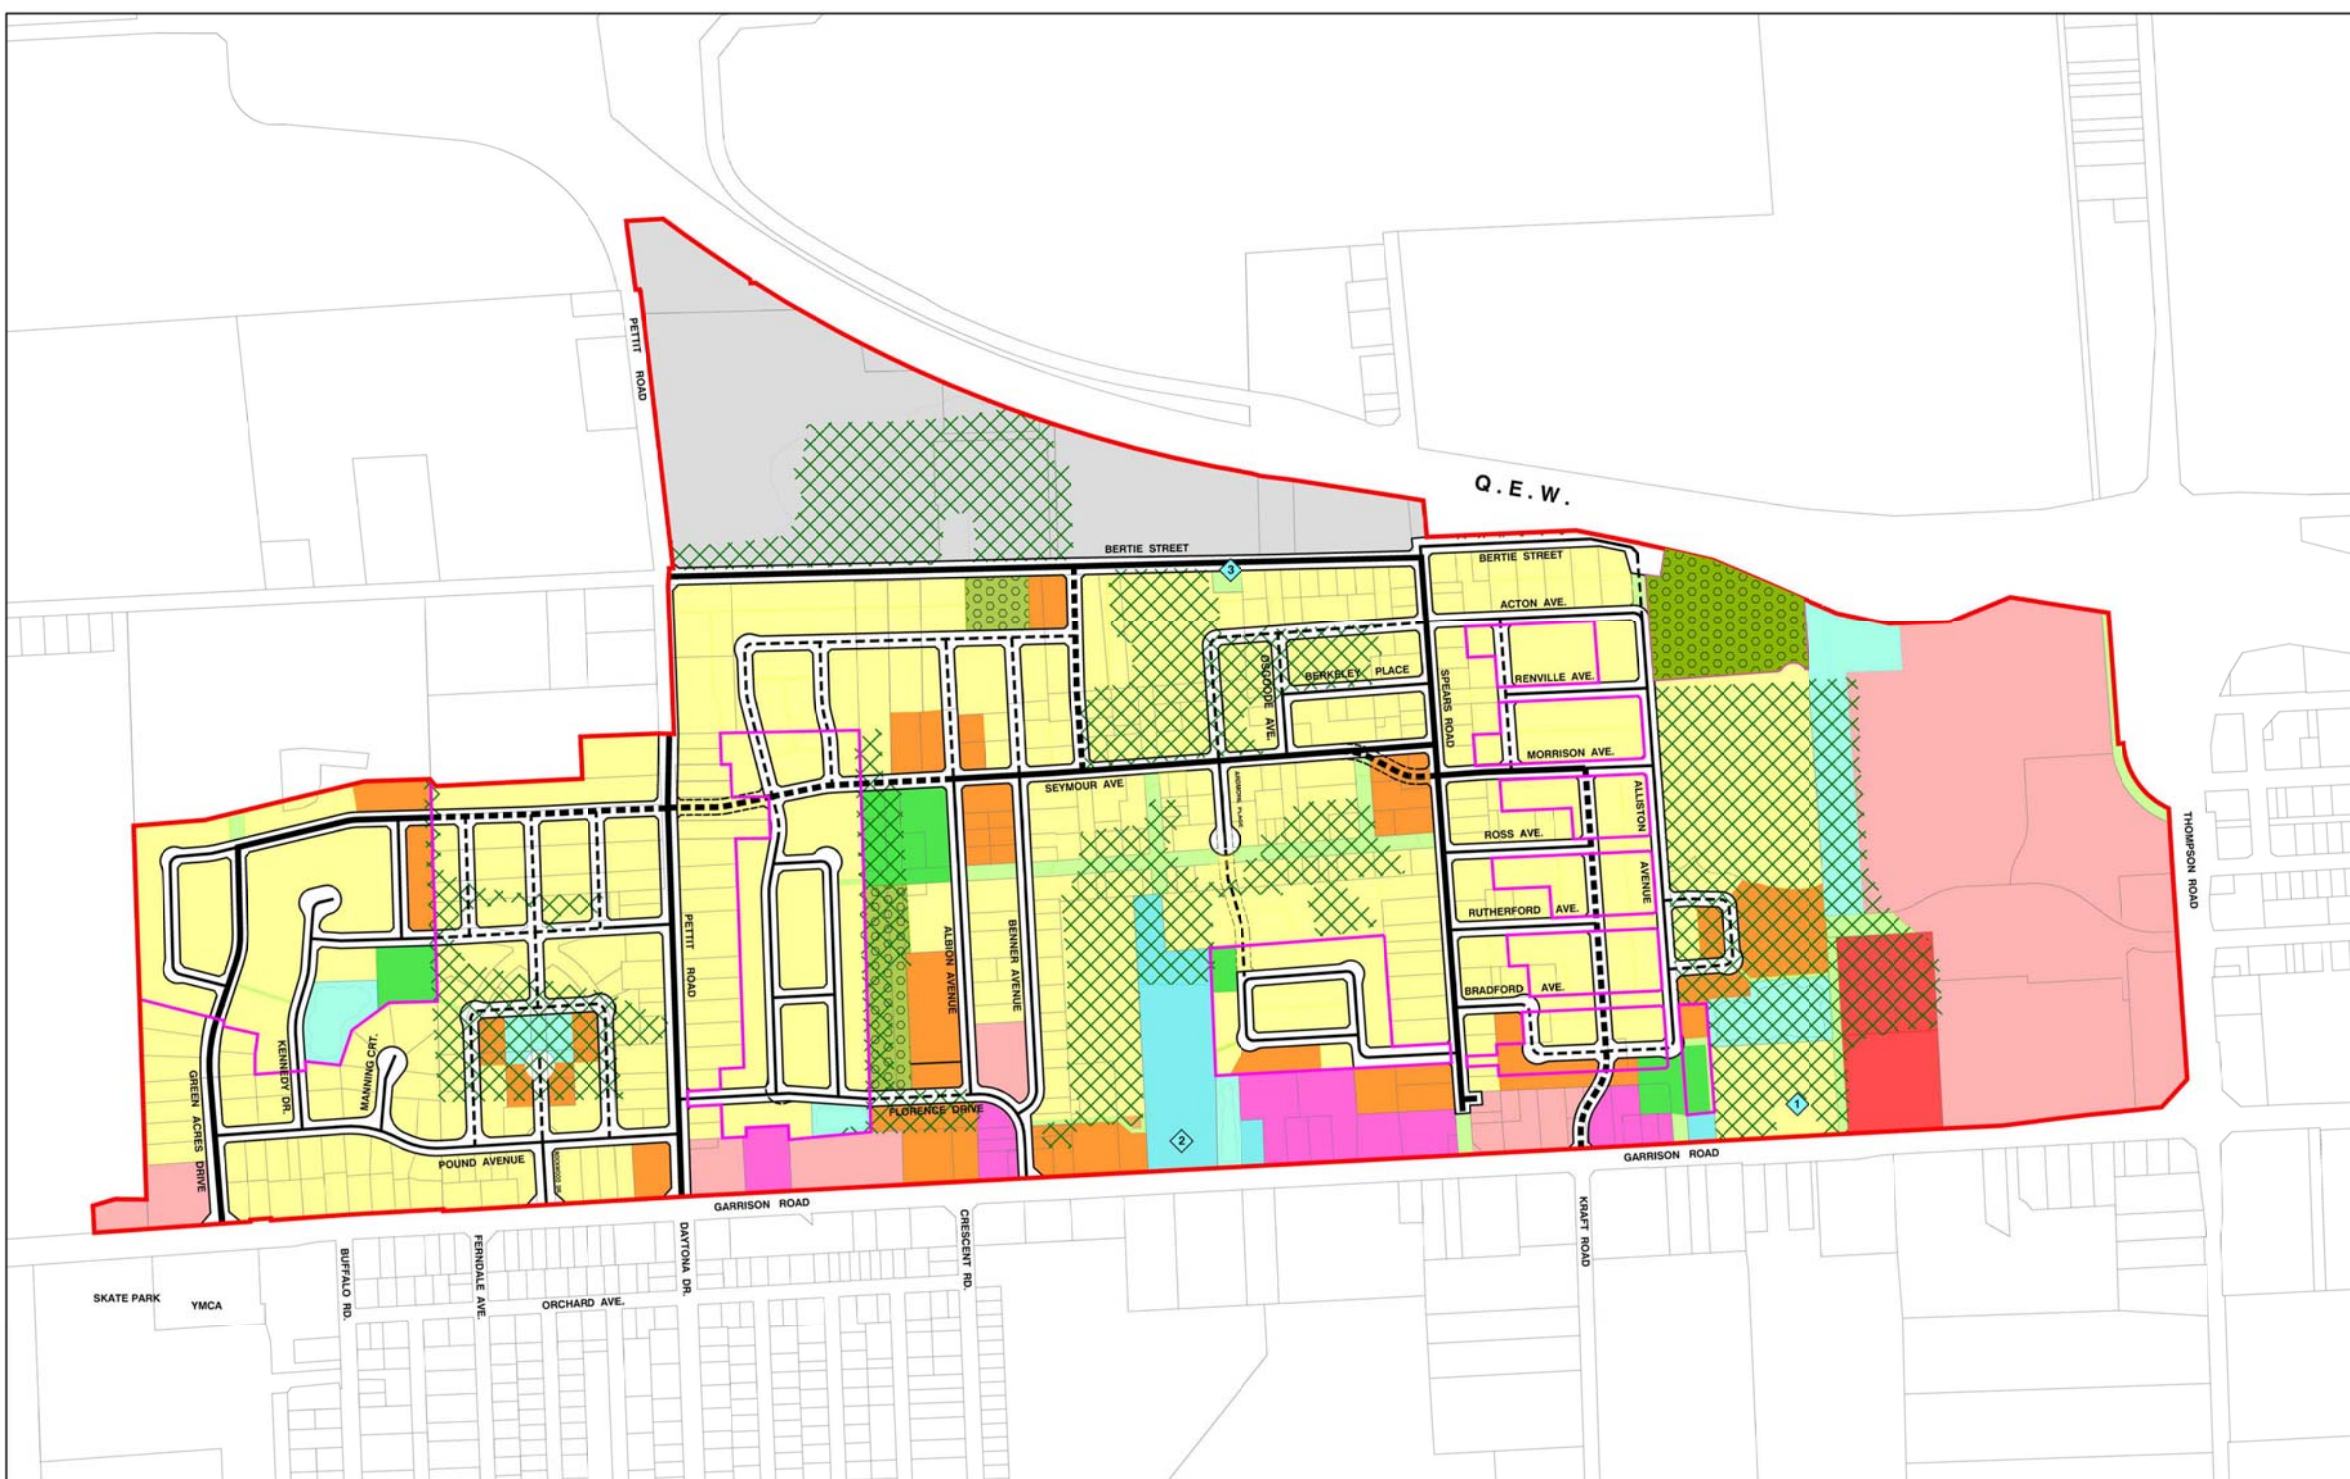 PETTIT ROAD
Q.E.W.
BERTIE STREET
BERTIE STREET
3
ACTON AVE.
OSGOODE AVE.
BERKELEY PLACE
SPEARS ROAD
RENVILLE AVE.
MORRISON AVE.
SEYMOUR AVE
ARDMORE PLACE
ALLISTON AVENUE
ROSS AVE.
THOMPSON ROAD
RUTHERFORD AVE.
PETTIT ROAD
ALBION AVENUE
BENNER AVENUE
BRADFORD AVE.
KENNEDY DR.
MANNING CRT.
GREEN ACRES DRIVE
FLORENCE DRIVE
1
2
POUND AVENUE
GARRISON ROAD
GARRISON ROAD
KRAFT ROAD
CRESCENT RD.
DAYTONA DR.
FERNDALE AVE.
BUFFALO RD.
SKATE PARK
YMCA
ORCHARD AVE.